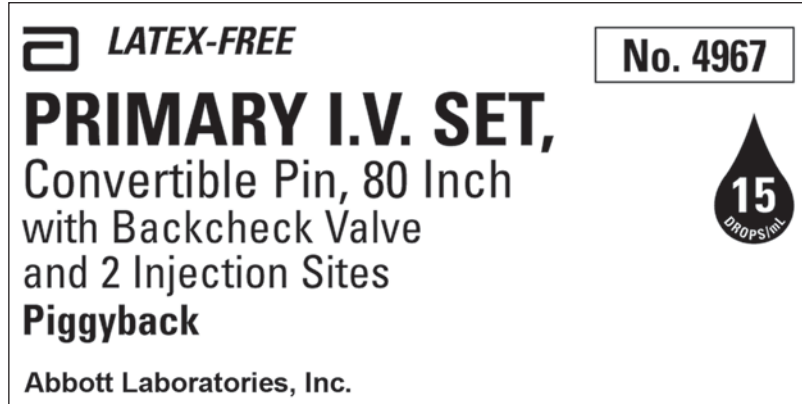 LATEX-FREE
No. 4967
PRIMARY I.V. SET,
Convertible Pin, 80 Inch
with Backcheck Valve
and 2 Injection Sites
Piggyback
15
DROPS/mL
Abbott Laboratories, Inc.